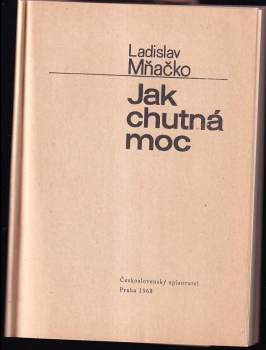 Ladislav
Mňačko
Jak
chutná
moc
Československý spisovatel
Praha 1968